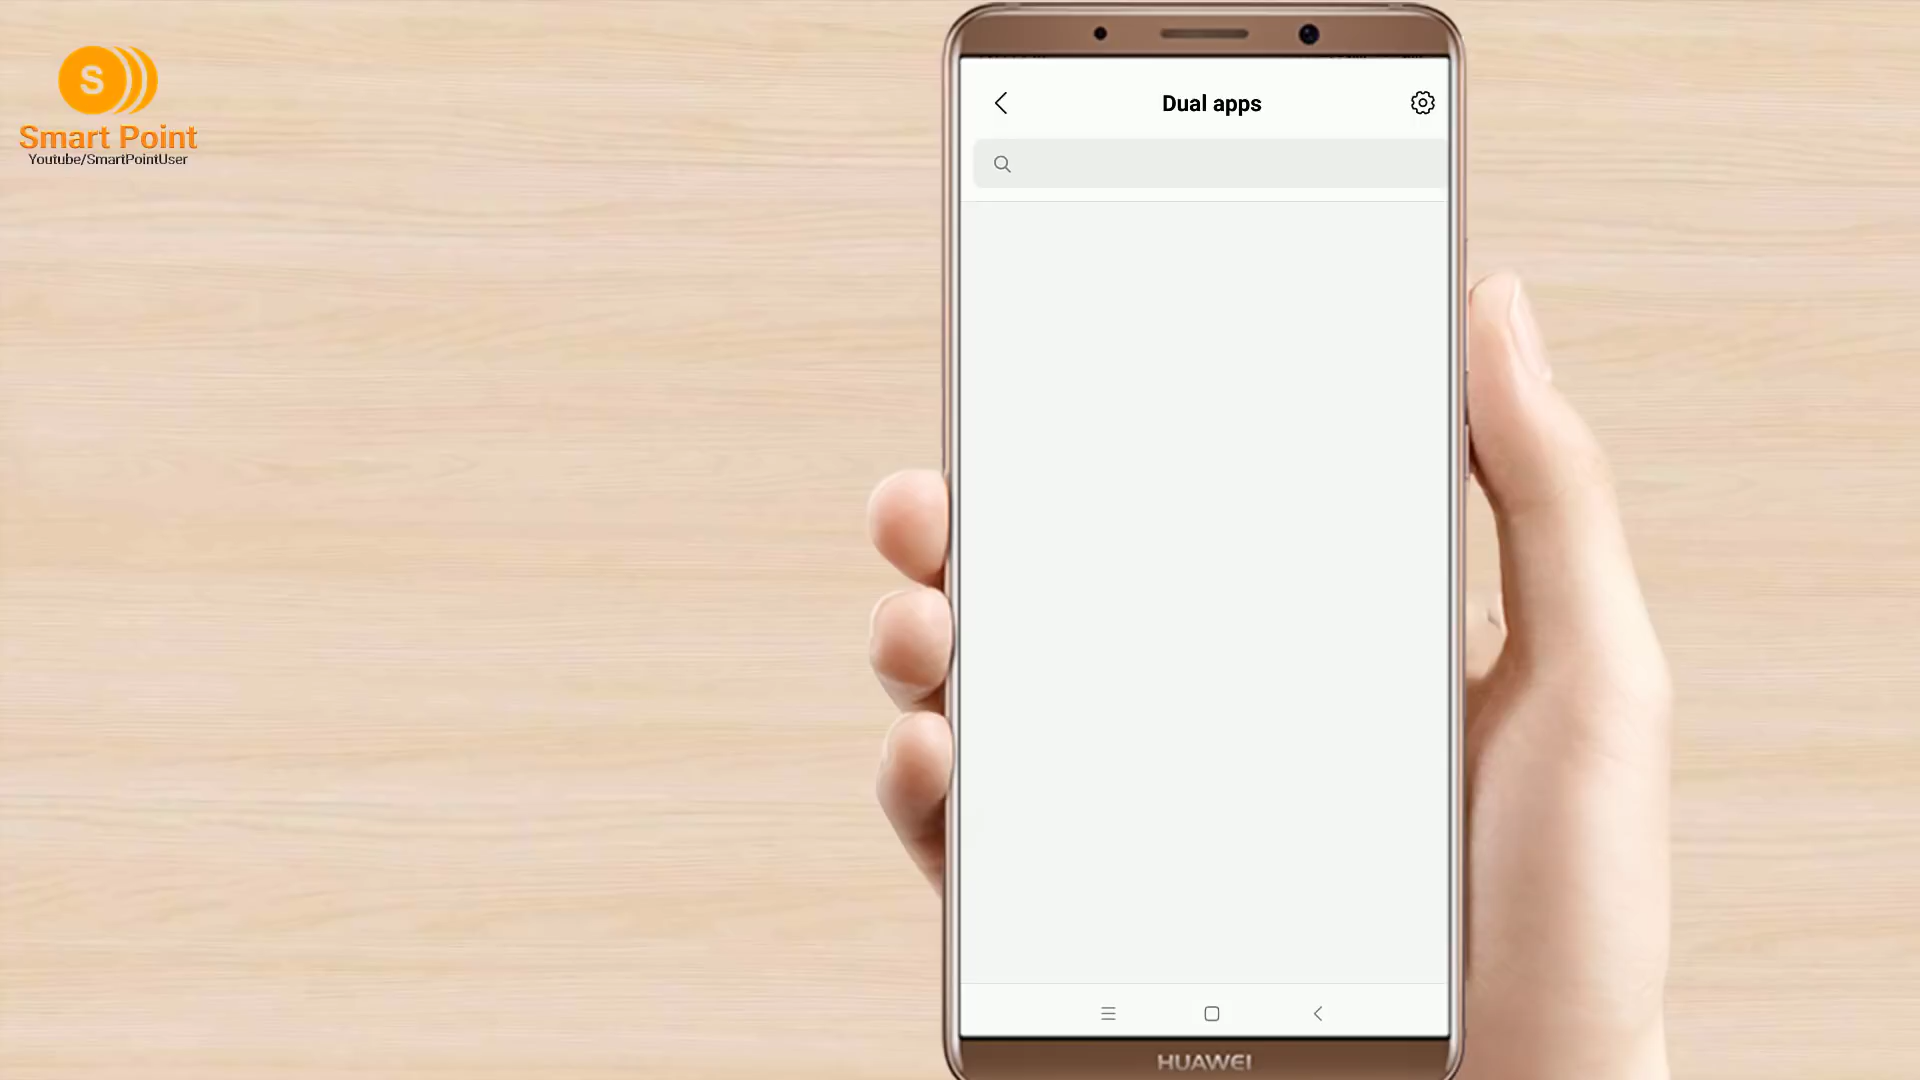 S
Smart Point
Youtube/SmartPointUser
Dual apps
HUAWEI